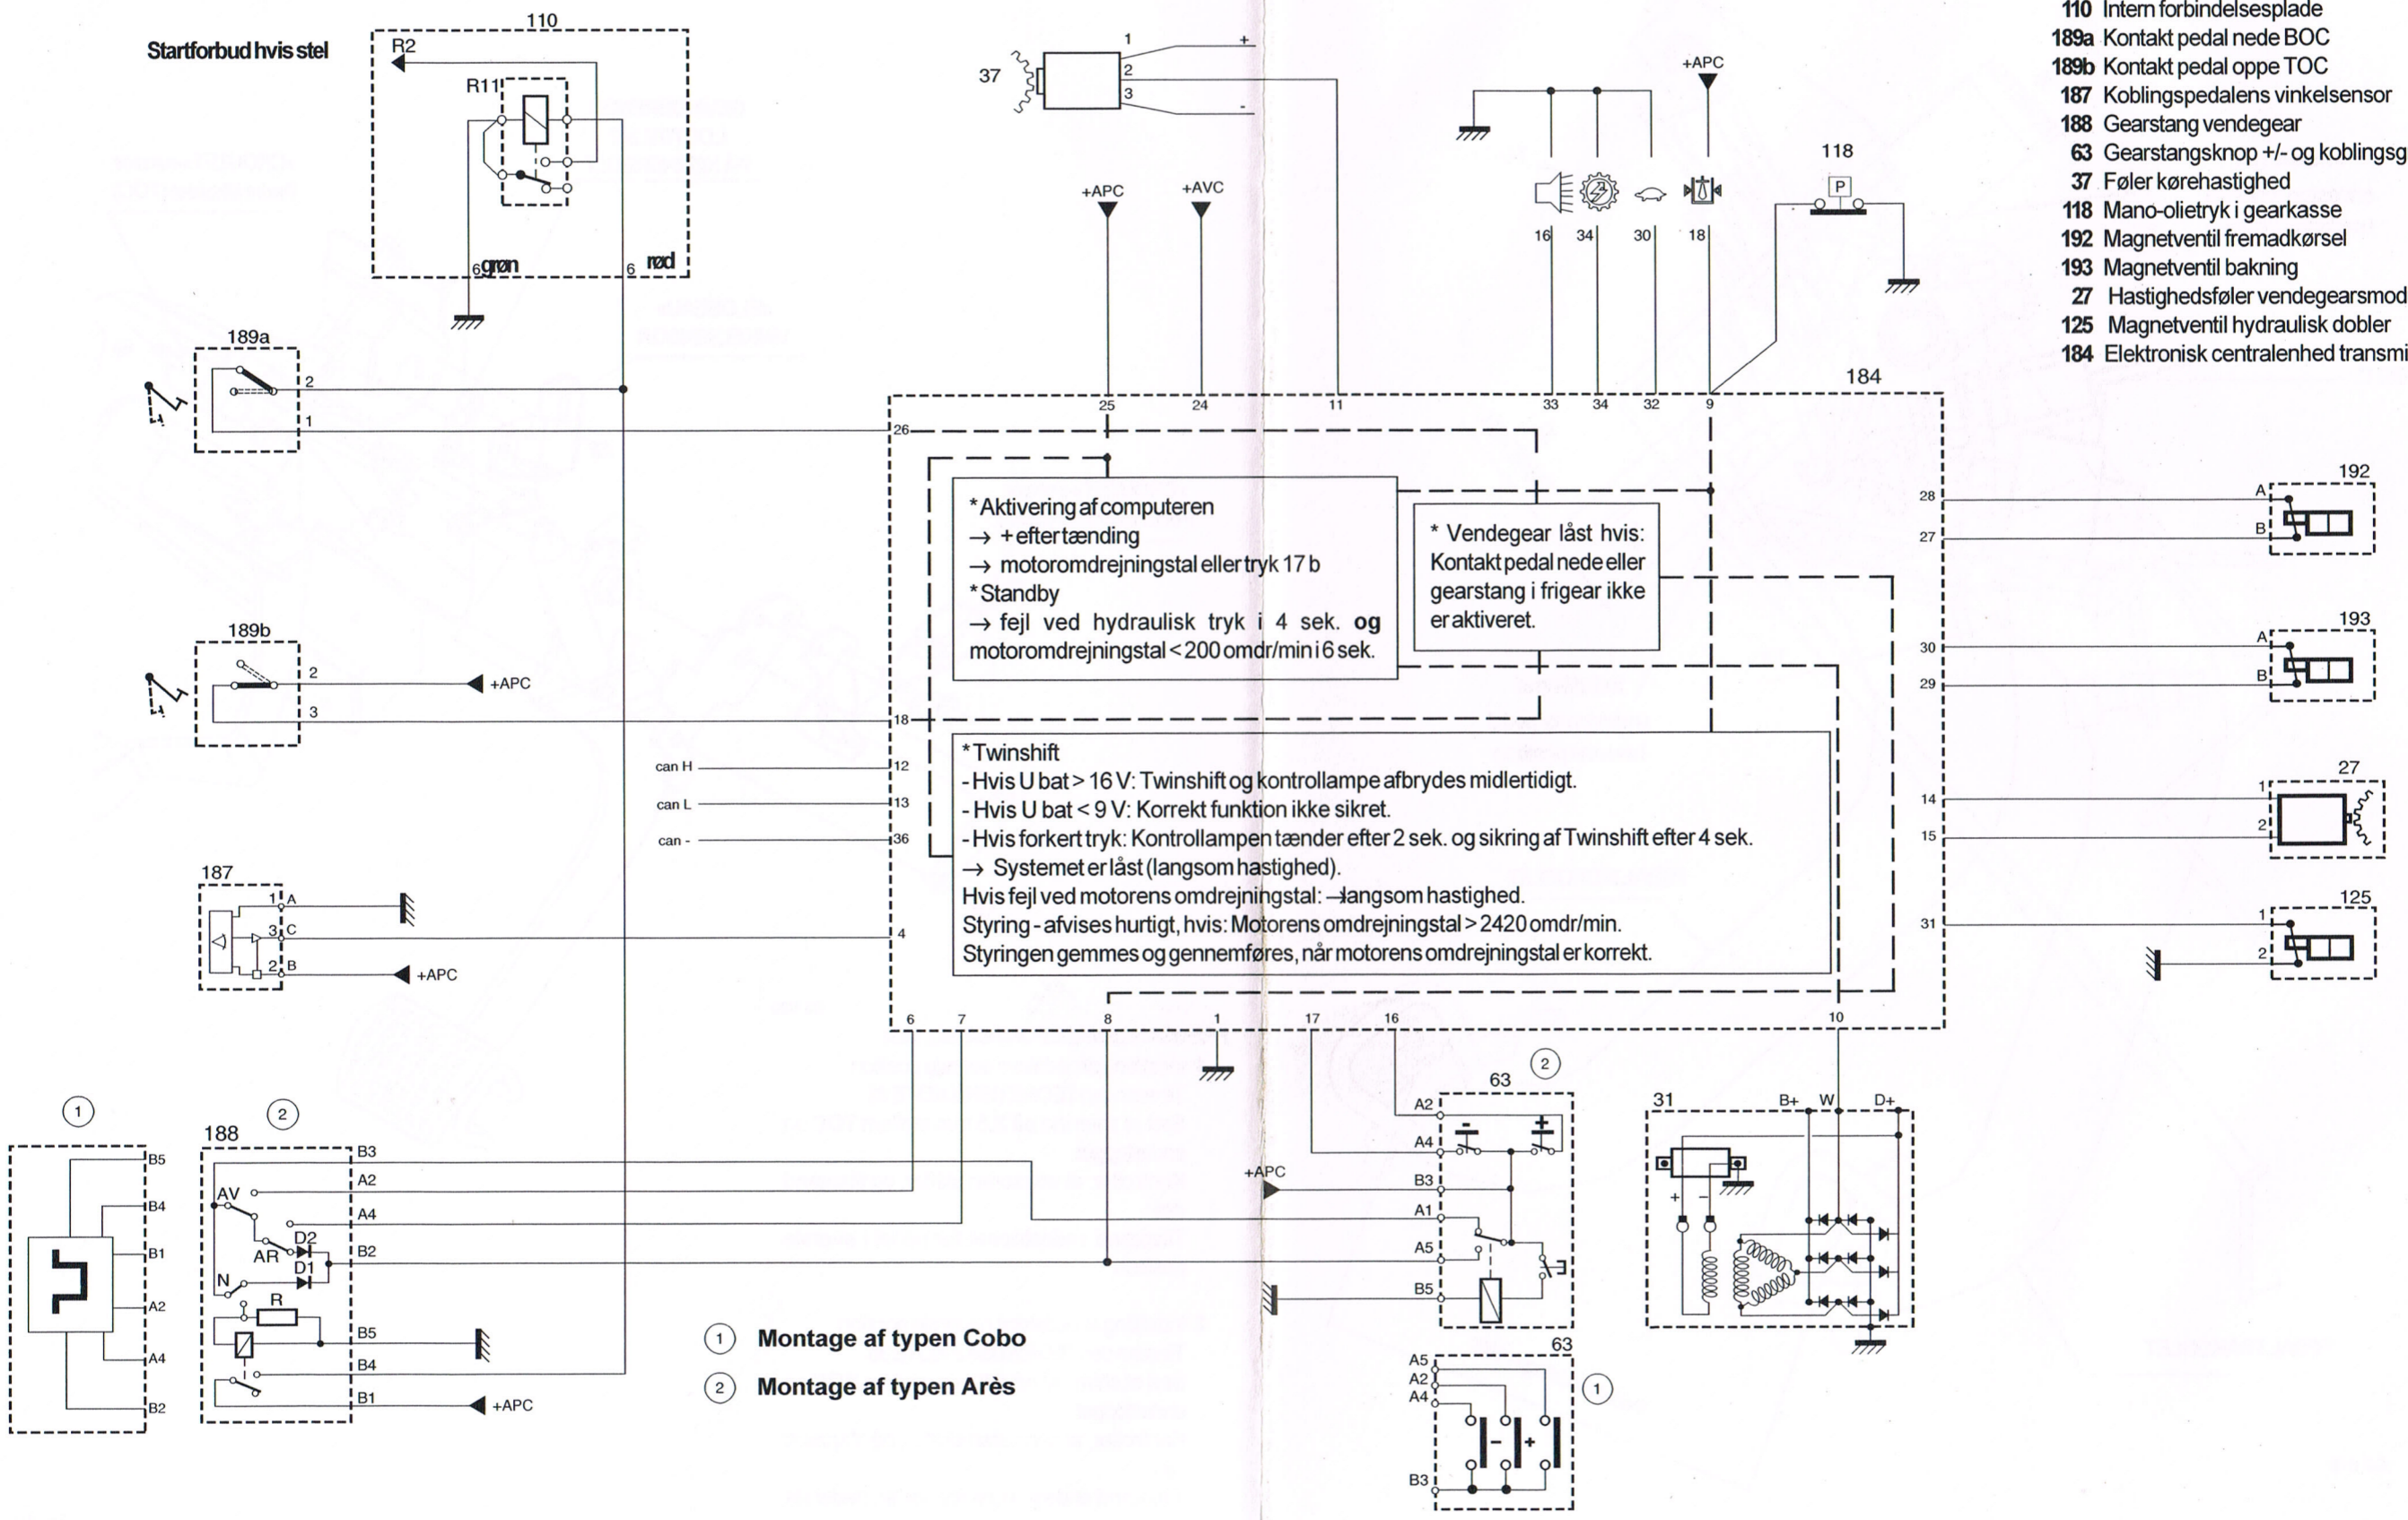 Startforbud hvis stel
110
R2
R11
6 grøn
6 rød
37
1
2
3
+
-
+APC
+AVC
+APC
16
34
30
18
118
P
110 Intern forbindelsesplade
189a Kontakt pedal nede BOC
189b Kontakt pedal oppe TOC
187 Koblingspedalens vinkelsensor
188 Gearstang vendegear
63 Gearstangsknop +/- og koblingsg
37 Føler kørehastighed
118 Mano-olietryk i gearkasse
192 Magnetventil fremadkørsel
193 Magnetventil bakning
27 Hastighedsføler vendegearsmod
125 Magnetventil hydraulisk dobler
184 Elektronisk centralenhed transmi
189a
2
1
189b
2
+APC
3
187
1 A
3 C
2 B
+APC
can H
can L
can -
184
25
24
11
33
34
32
9
26
18
12
13
36
4
28
27
30
29
14
15
31
6
7
8
1
17
16
10
* Aktivering af computeren
→ + efter tænding
→ motoromdrejningstal eller tryk 17 b
* Standby
→ fejl ved hydraulisk tryk i 4 sek. og
motoromdrejningstal < 200 omdr/min i 6 sek.
* Vendegear låst hvis:
Kontakt pedal nede eller
gearstang i frigear ikke
er aktiveret.
* Twinshift
- Hvis U bat > 16 V: Twinshift og kontrollampe afbrydes midlertidigt.
- Hvis U bat < 9 V: Korrekt funktion ikke sikret.
- Hvis forkert tryk: Kontrollampen tænder efter 2 sek. og sikring af Twinshift efter 4 sek.
→ Systemet er låst (langsom hastighed).
Hvis fejl ved motorens omdrejningstal: → langsom hastighed.
Styring - afvises hurtigt, hvis: Motorens omdrejningstal > 2420 omdr/min.
Styringen gemmes og gennemføres, når motorens omdrejningstal er korrekt.
192
A
B
193
A
B
27
1
2
125
1
2
1
B5
B4
B1
A2
A4
B2
2
188
AV
AR
N
D2
D1
R
B3
A2
A4
B2
B5
B4
B1
+APC
1 Montage af typen Cobo
2 Montage af typen Arès
2
63
A2
A4
B3
A1
A5
B5
-
+
+APC
63
1
A5
A2
A4
B3
-
+
31
B+
W
D+
+
-